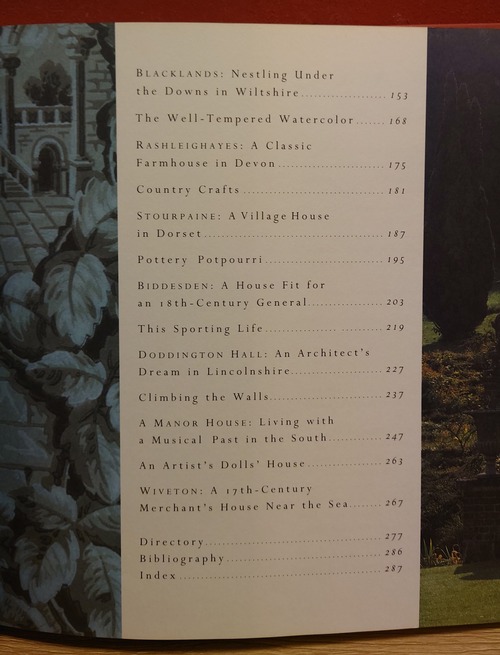 BLACKLANDS: Nestling Under
the Downs in Wiltshire.......................... 153
The Well-Tempered Watercolor....... 168
RASHLEIGHAYES: A Classic
Farmhouse in Devon.......................... 175
Country Crafts.................................. 181
STOURPAINE: A Village House
in Dorset........................................... 187
Pottery Potpourri............................. 195
BIDDESDEN: A House Fit for
an 18th-Century General................... 203
This Sporting Life............................. 219
DODDINGTON HALL: An Architect's
Dream in Lincolnshire....................... 227
Climbing the Walls............................ 237
A MANOR HOUSE: Living with
a Musical Past in the South............. 247
An Artist's Dolls' House................... 263
WIVETON: A 17th-Century
Merchant's House Near the Sea........ 267
Directory........................................... 277
Bibliography...................................... 286
Index................................................. 287